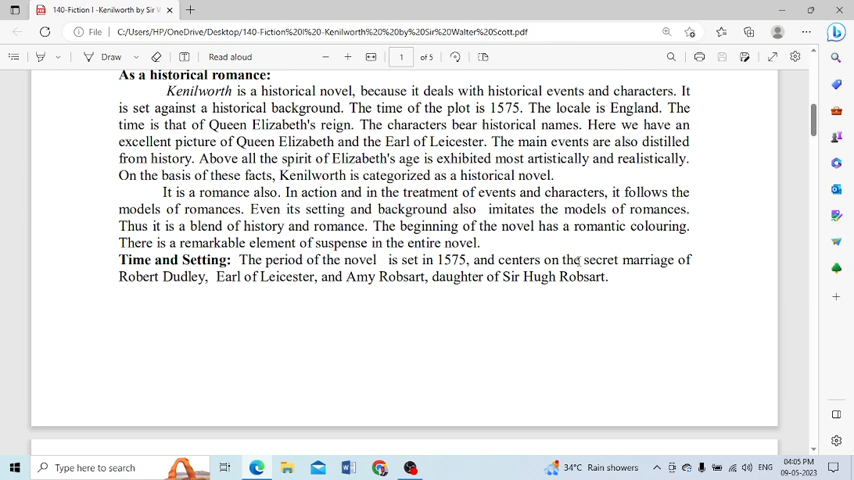 140-Fiction I -Kenilworth by Sir W
File
C:/Users/HP/OneDrive/Desktop/140-Fiction%20I%20-Kenilworth%20%20by%20Sir%20Walter%20Scott.pdf
Draw
Read aloud
1
of 5
As a historical romance:
Kenilworth is a historical novel, because it deals with historical events and characters. It
is set against a historical background. The time of the plot is 1575. The locale is England. The
time is that of Queen Elizabeth's reign. The characters bear historical names. Here we have an
excellent picture of Queen Elizabeth and the Earl of Leicester. The main events are also distilled
from history. Above all the spirit of Elizabeth's age is exhibited most artistically and realistically.
On the basis of these facts, Kenilworth is categorized as a historical novel.
It is a romance also. In action and in the treatment of events and characters, it follows the
models of romances. Even its setting and background also imitates the models of romances.
Thus it is a blend of history and romance. The beginning of the novel has a romantic colouring.
There is a remarkable element of suspense in the entire novel.
Time and Setting: The period of the novel is set in 1575, and centers on the secret marriage of
Robert Dudley, Earl of Leicester, and Amy Robsart, daughter of Sir Hugh Robsart.
Type here to search
34°C Rain showers
ENG
04:05 PM
09-05-2023